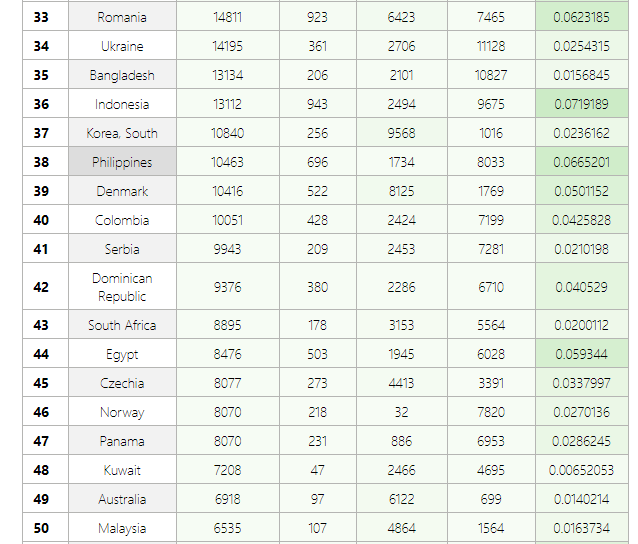 33 Romania 14811 923 6423 7465 0.0623185
34 Ukraine 14195 361 2706 11128 0.0254315
35 Bangladesh 13134 206 2101 10827 0.0156845
36 Indonesia 13112 943 2494 9675 0.0719189
37 Korea, South 10840 256 9568 1016 0.0236162
38 Philippines 10463 696 1734 8033 0.0665201
39 Denmark 10416 522 8125 1769 0.0501152
40 Colombia 10051 428 2424 7199 0.0425828
41 Serbia 9943 209 2453 7281 0.0210198
42 Dominican Republic 9376 380 2286 6710 0.040529
43 South Africa 8895 178 3153 5564 0.0200112
44 Egypt 8476 503 1945 6028 0.059344
45 Czechia 8077 273 4413 3391 0.0337997
46 Norway 8070 218 32 7820 0.0270136
47 Panama 8070 231 886 6953 0.0286245
48 Kuwait 7208 47 2466 4695 0.00652053
49 Australia 6918 97 6122 699 0.0140214
50 Malaysia 6535 107 4864 1564 0.0163734